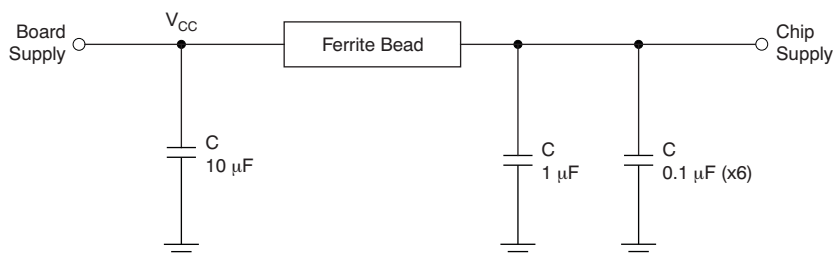 Board
Supply
V_CC
Ferrite Bead
Chip
Supply
C
10 µF
C
1 µF
C
0.1 µF (x6)